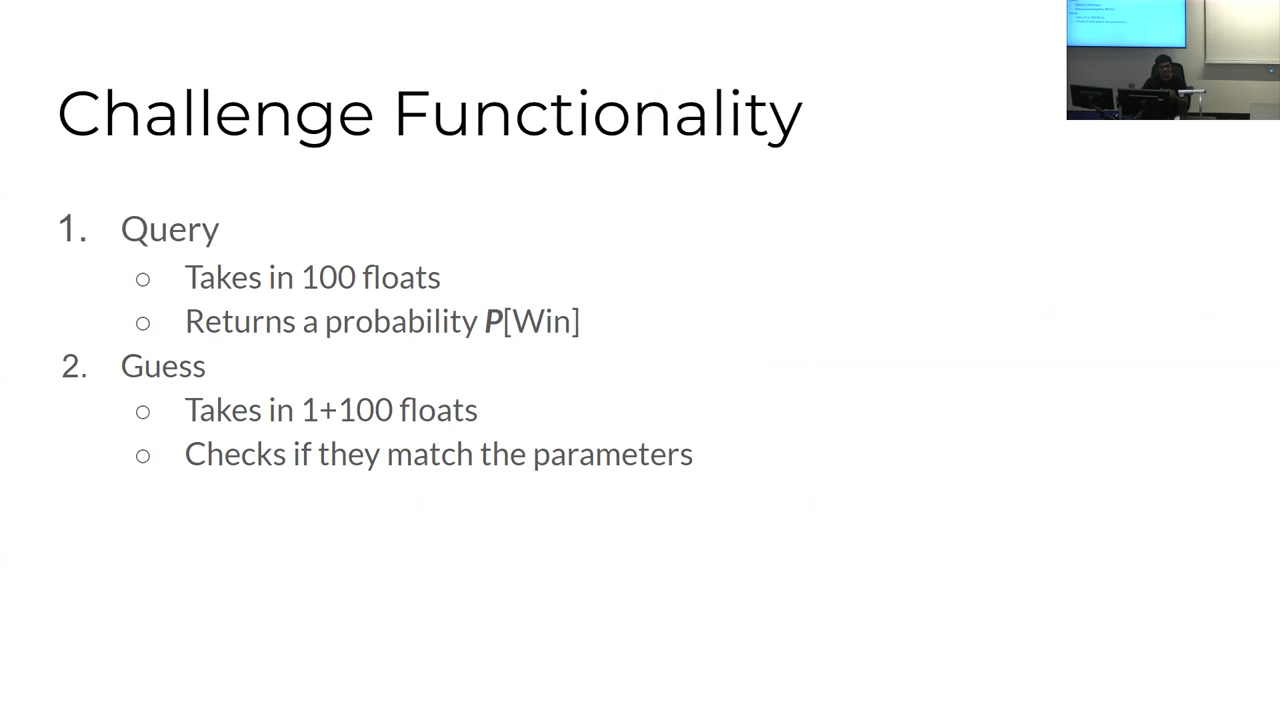 Challenge Functionality
1. Query
○ Takes in 100 floats
○ Returns a probability P[Win]
2. Guess
○ Takes in 1+100 floats
○ Checks if they match the parameters